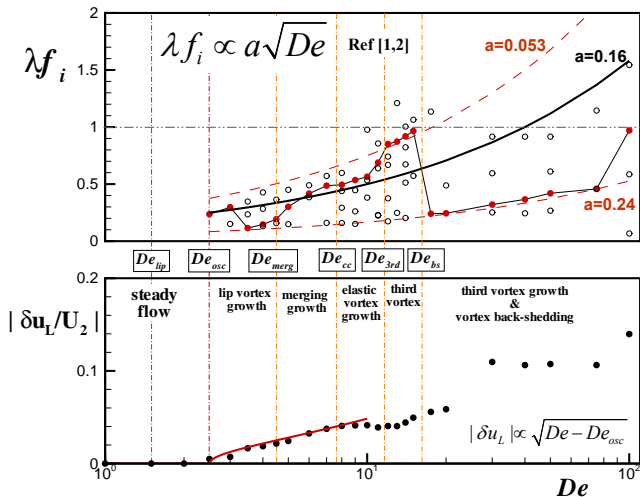 2
λf_i ∝ a√De
Ref [1,2]
a=0.053
a=0.16
λf_i
1.5
1
0.5
a=0.24
0
De_lip
De_osc
De_merg
De_cc
De_3rd
De_bs
0.2
steady
flow
lip vortex
growth
merging
growth
elastic
vortex
growth
third
vortex
third vortex growth
&
vortex back-shedding
| δu_L/U_2 |
0.1
| δu_L | ∝ √De − De_osc
0.0
10^0
10^1
10^2
De